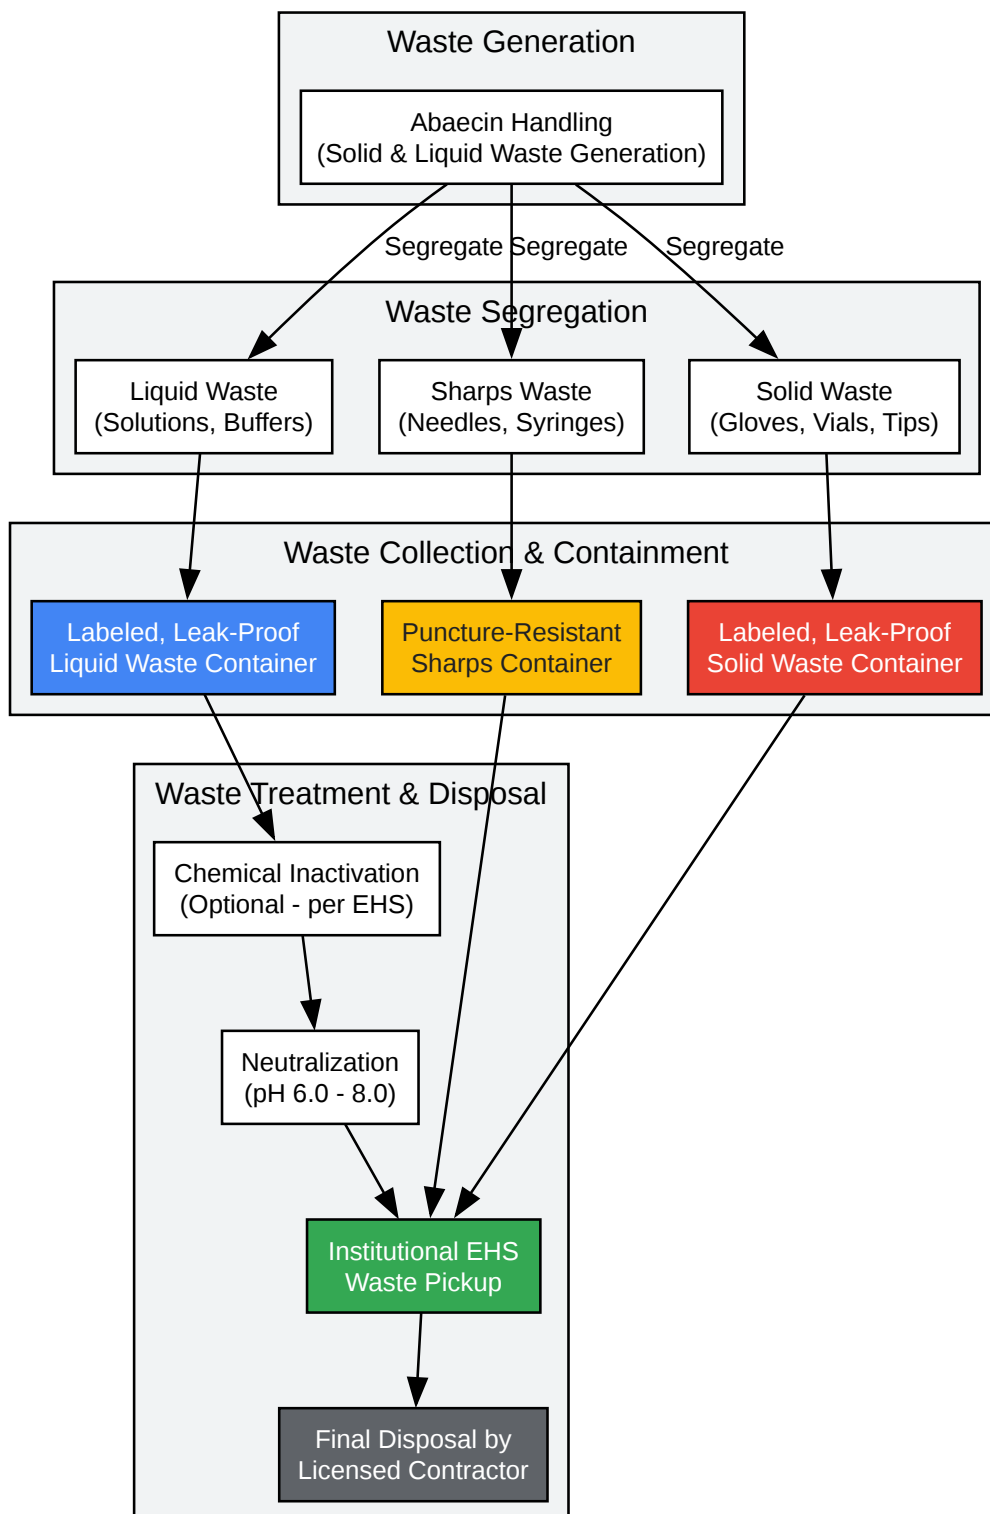 Waste Generation
Abaecin Handling
(Solid & Liquid Waste Generation)
Segregate
Segregate
Segregate
Waste Segregation
Liquid Waste
(Solutions, Buffers)
Sharps Waste
(Needles, Syringes)
Solid Waste
(Gloves, Vials, Tips)
Waste Collection & Containment
Labeled, Leak-Proof
Liquid Waste Container
Puncture-Resistant
Sharps Container
Labeled, Leak-Proof
Solid Waste Container
Waste Treatment & Disposal
Chemical Inactivation
(Optional - per EHS)
Neutralization
(pH 6.0 - 8.0)
Institutional EHS
Waste Pickup
Final Disposal by
Licensed Contractor